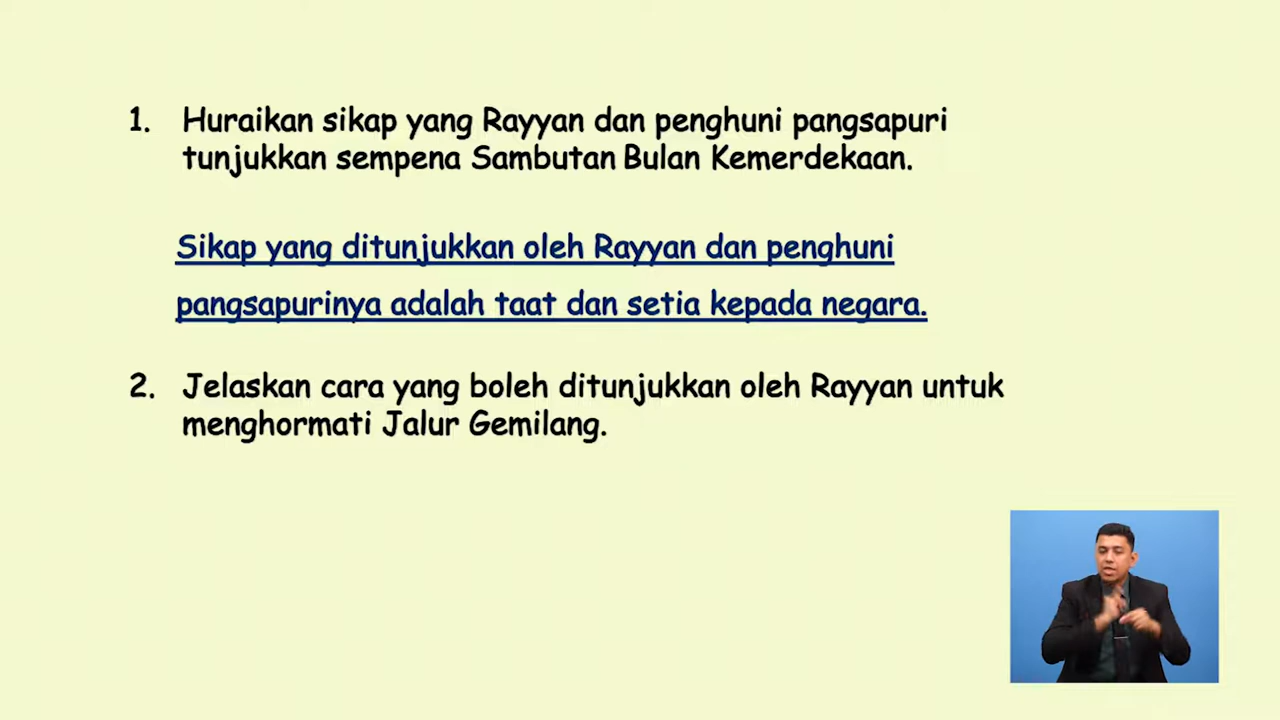 1. Huraikan sikap yang Rayyan dan penghuni pangsapuri
tunjukkan sempena Sambutan Bulan Kemerdekaan.
Sikap yang ditunjukkan oleh Rayyan dan penghuni
pangsapurinya adalah taat dan setia kepada negara.
2. Jelaskan cara yang boleh ditunjukkan oleh Rayyan untuk
menghormati Jalur Gemilang.